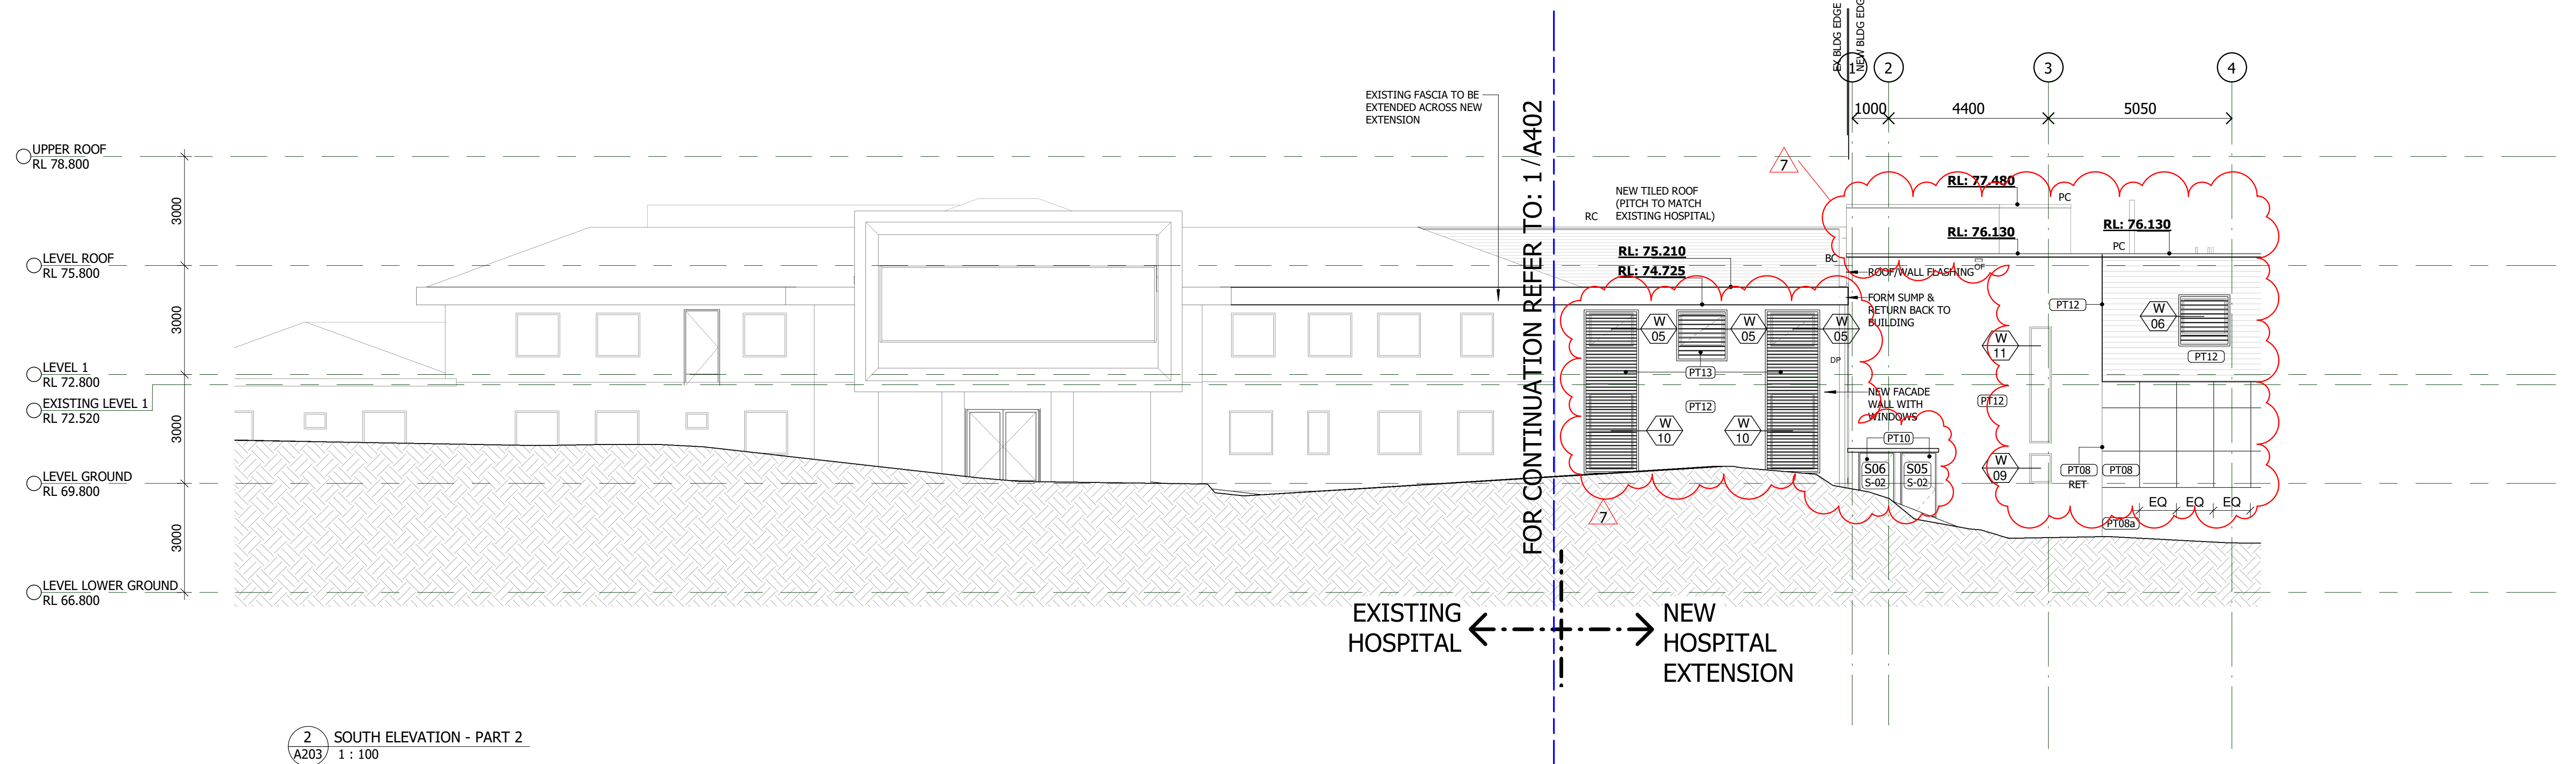 EX BLDG EDGE
NEW BLDG EDGE
1
2
3
4
1000
4400
5050
EXISTING FASCIA TO BE
EXTENDED ACROSS NEW
EXTENSION
UPPER ROOF
RL 78.800
3000
LEVEL ROOF
RL 75.800
3000
LEVEL 1
RL 72.800
EXISTING LEVEL 1
RL 72.520
3000
LEVEL GROUND
RL 69.800
3000
LEVEL LOWER GROUND
RL 66.800
FOR CONTINUATION REFER TO: 1/A402
7
NEW TILED ROOF
(PITCH TO MATCH
EXISTING HOSPITAL)
RC
RL: 77.480
PC
RL: 76.130
RL: 76.130
PC
RL: 75.210
RL: 74.725
BC
OF
ROOF/WALL FLASHING
FORM SUMP &
RETURN BACK TO
BUILDING
PT12
W
05
W
05
W
05
W
06
W
11
PT12
DP
PT13
NEW FACADE
WALL WITH
WINDOWS
PT12
PT12
W
10
W
10
PT10
S06
S-02
S05
S-02
W
09
PT08
RET
PT08
EQ
EQ
EQ
PT08a
7
EXISTING
HOSPITAL
NEW
HOSPITAL
EXTENSION
2
A203
SOUTH ELEVATION - PART 2
1 : 100